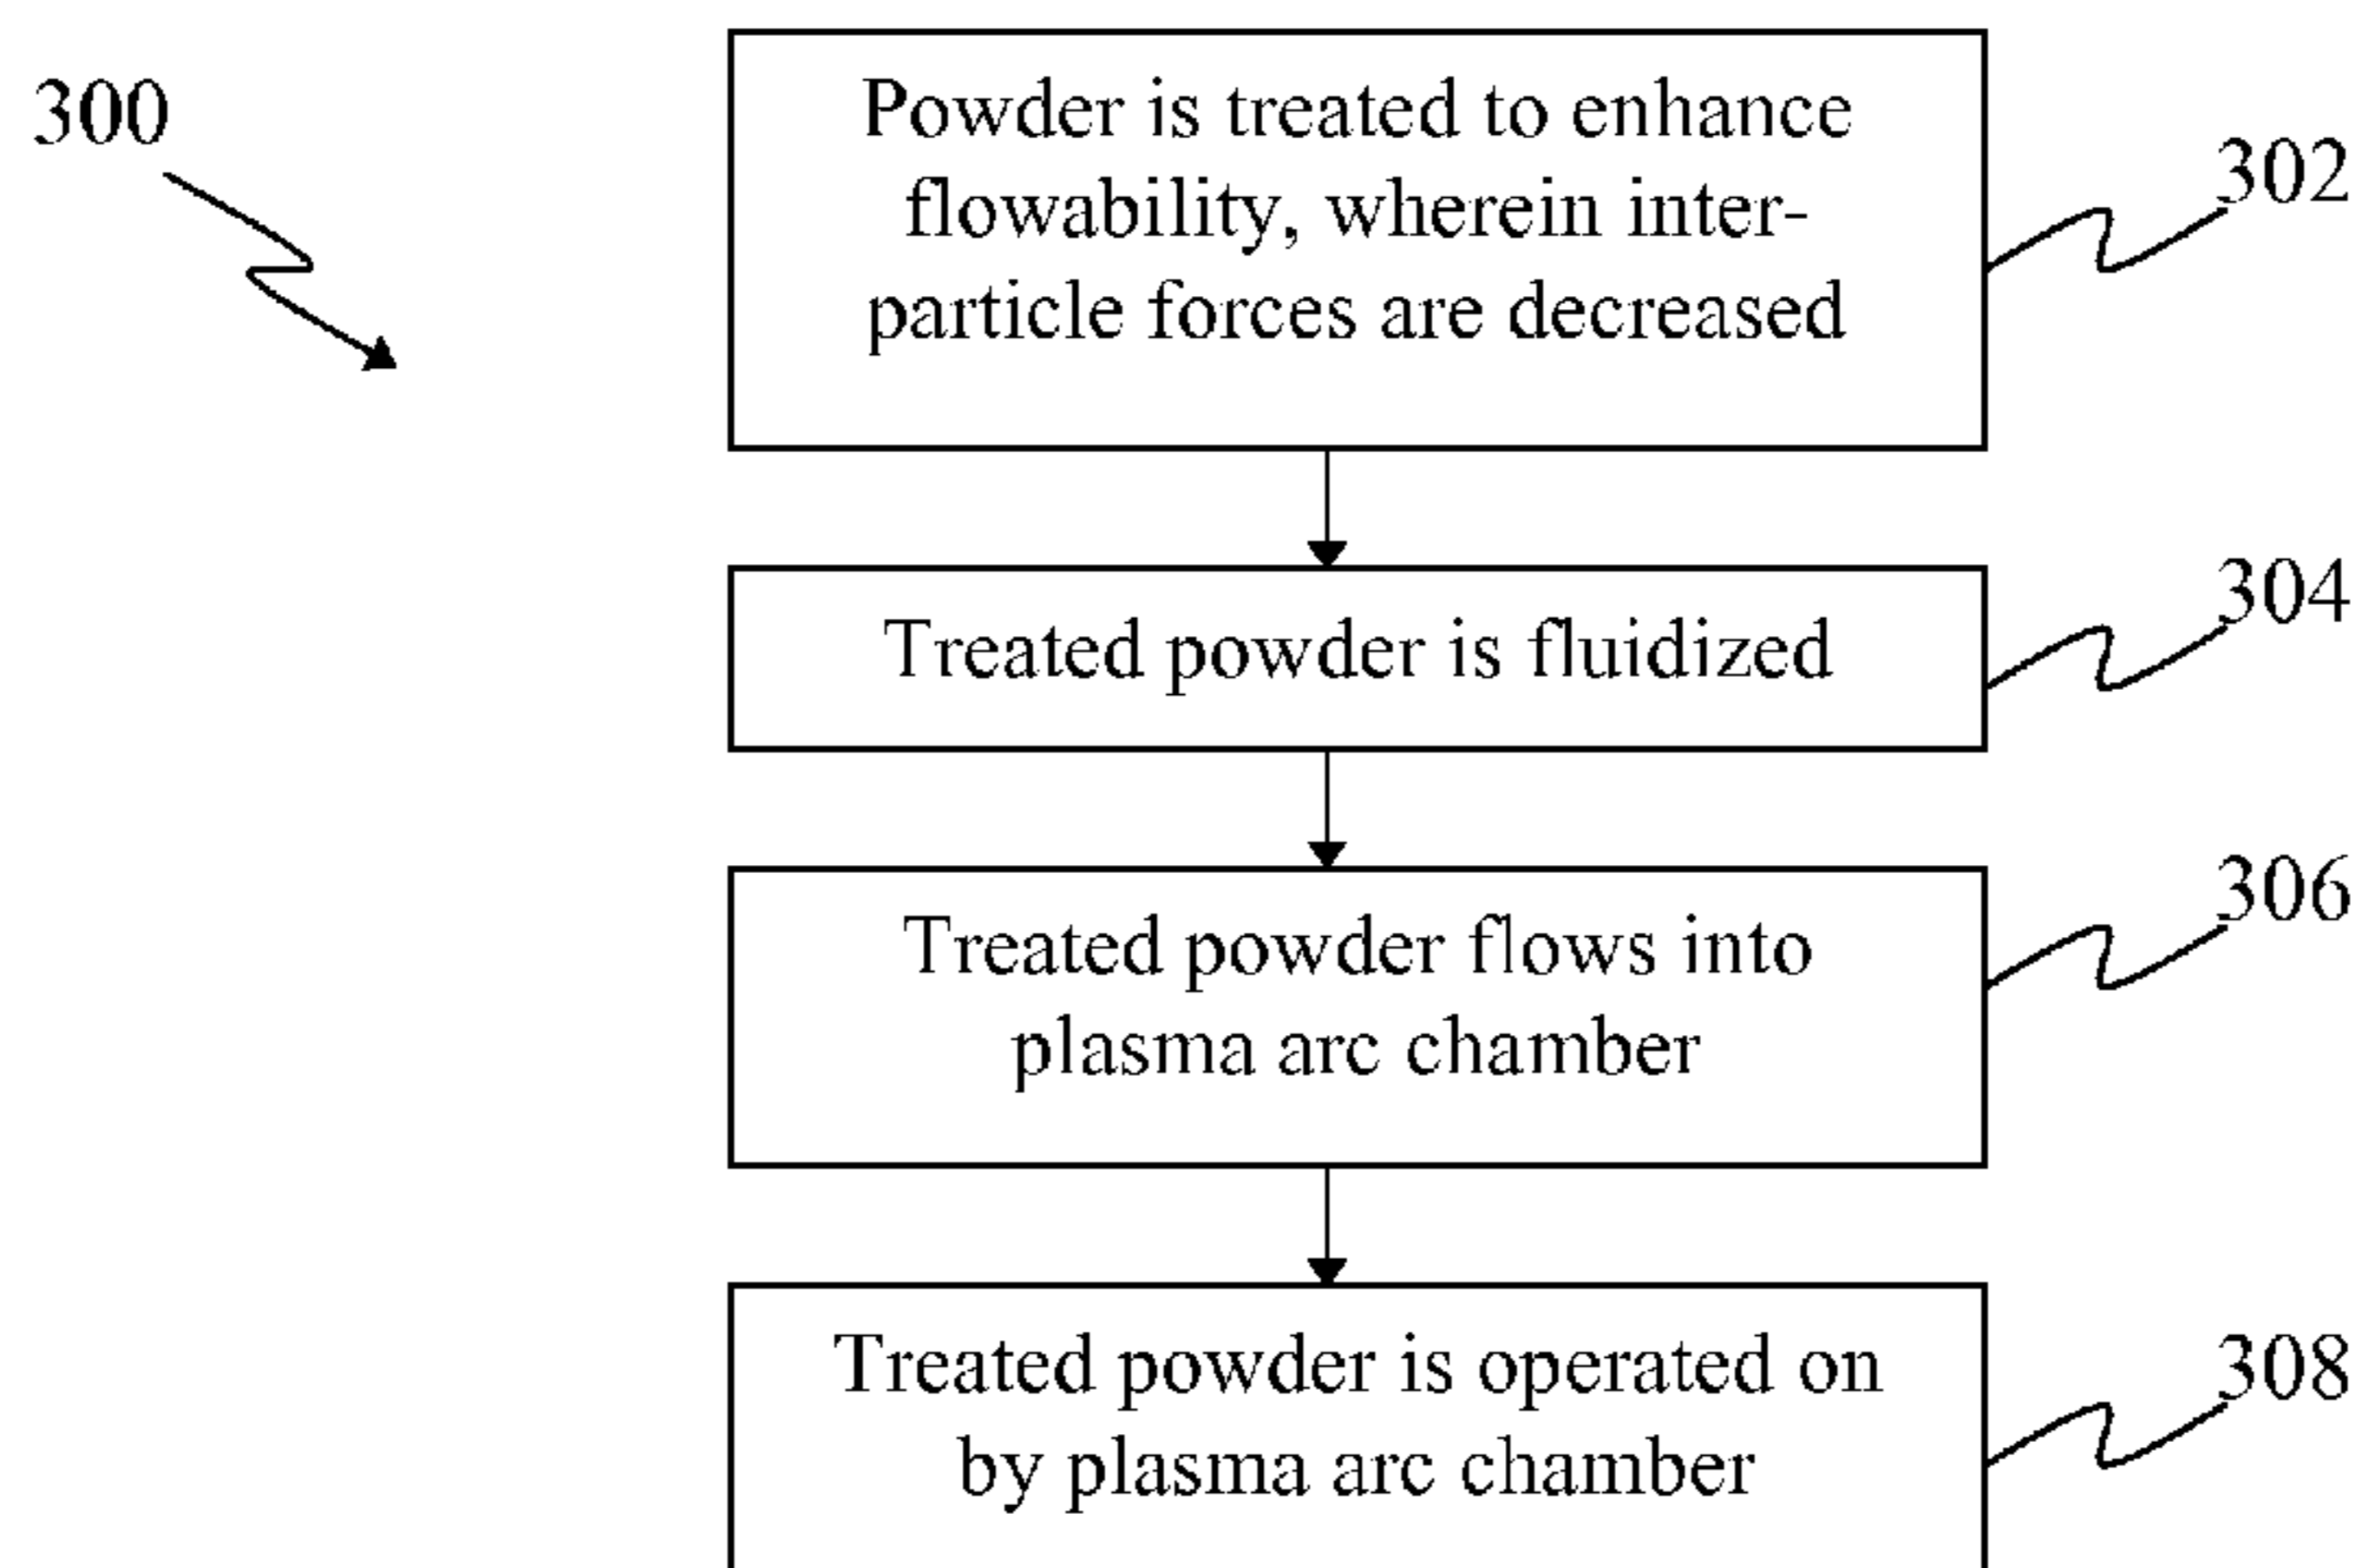 300
Powder is treated to enhance
flowability, wherein inter-
particle forces are decreased
302
Treated powder is fluidized
304
Treated powder flows into
plasma arc chamber
306
Treated powder is operated on
by plasma arc chamber
308